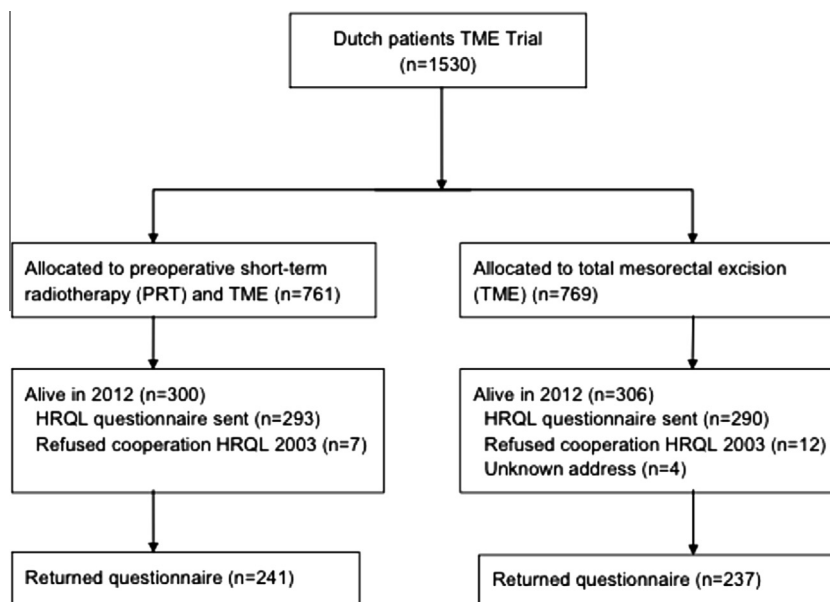 Dutch patients TME Trial
(n=1530)
Allocated to preoperative short-term
radiotherapy (PRT) and TME (n=761)
Allocated to total mesorectal excision
(TME) (n=769)
Alive in 2012 (n=300)
HRQL questionnaire sent (n=293)
Refused cooperation HRQL 2003 (n=7)
Alive in 2012 (n=306)
HRQL questionnaire sent (n=290)
Refused cooperation HRQL 2003 (n=12)
Unknown address (n=4)
Returned questionnaire (n=241)
Returned questionnaire (n=237)